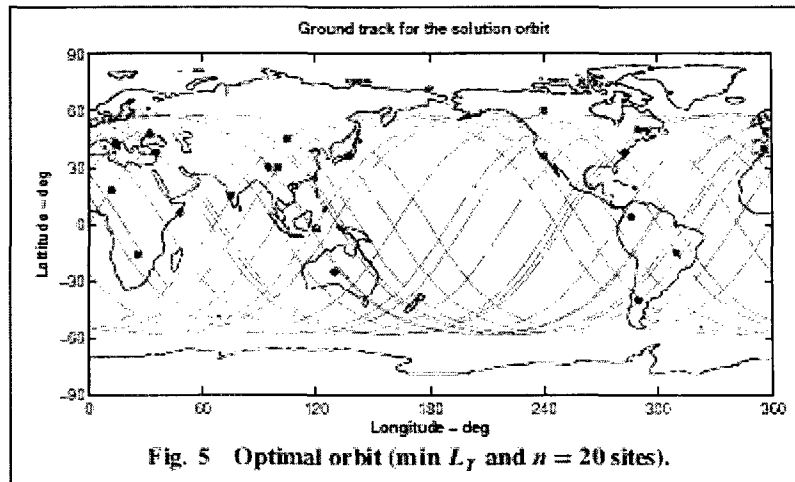 Ground track for the solution orbit
90
60
30
0
-30
-60
-90
Latitude - deg
0 60 120 180 240 300 360
Longitude - deg
Fig. 5 Optimal orbit (min L_T and n = 20 sites).